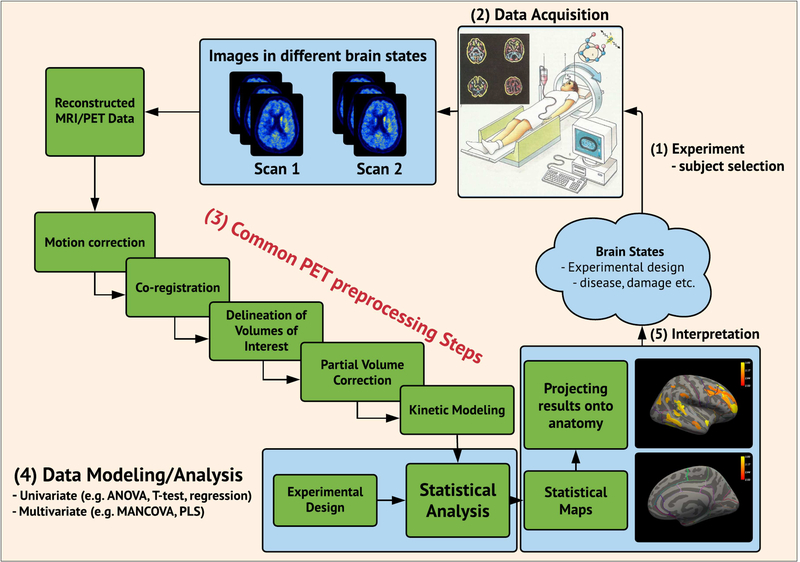 (2) Data Acquisition
Images in different brain states
Scan 1
Scan 2
Reconstructed
MRI/PET Data
(1) Experiment
- subject selection
Brain States
- Experimental design
- disease, damage etc.
(3) Common PET preprocessing Steps
Motion correction
Co-registration
Delineation of
Volumes of
Interest
Partial Volume
Correction
Kinetic Modeling
(4) Data Modeling/Analysis
- Univariate (e.g. ANOVA, T-test, regression)
- Multivariate (e.g. MANCOVA, PLS)
Experimental
Design
Statistical
Analysis
(5) Interpretation
Projecting
results onto
anatomy
Statistical
Maps